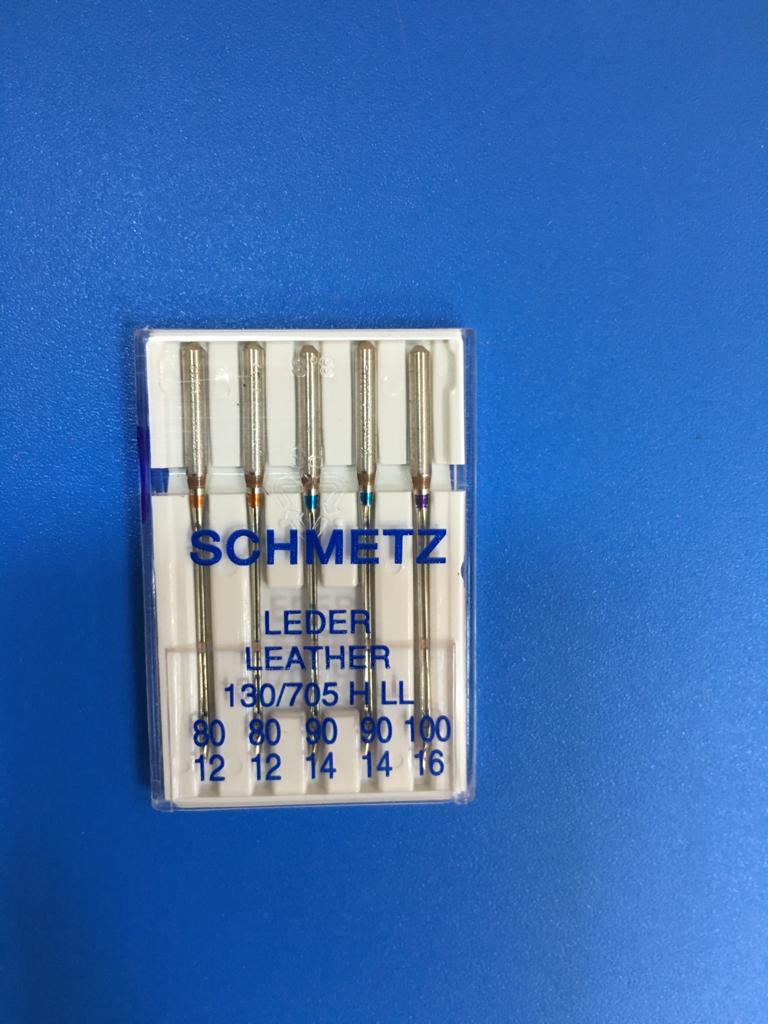 SCHMETZ
LEDER
LEATHER
130/705 H LL
80 80 90 90 100
12 12 14 14 16